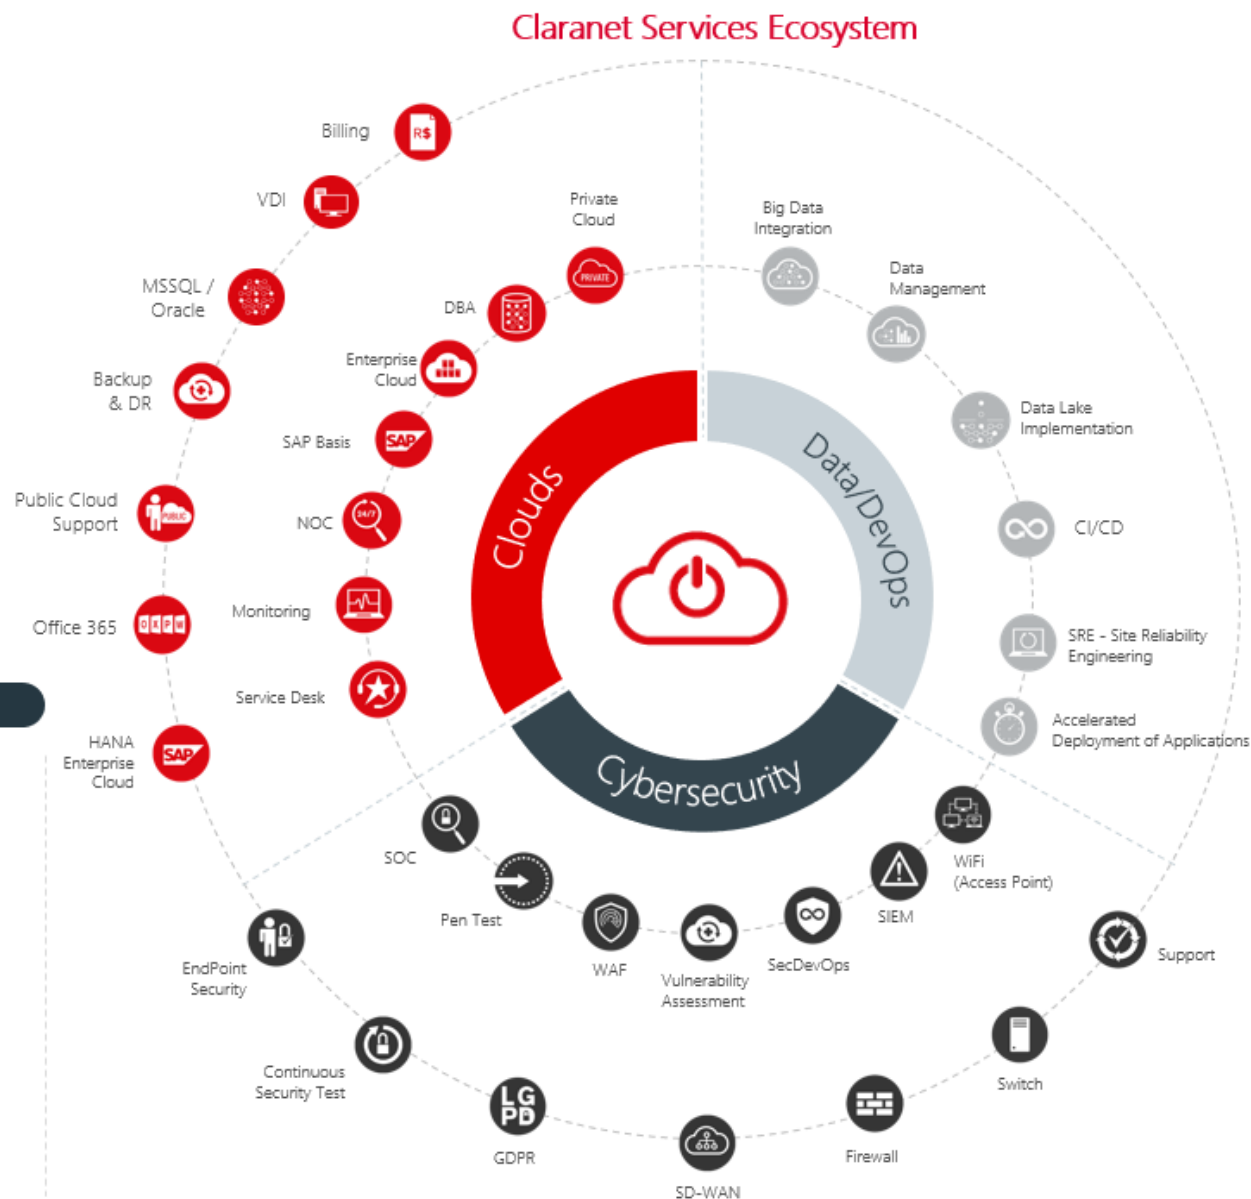 Claranet Services Ecosystem
Billing
R$
VDI
MSSQL /
Oracle
Backup
& DR
Public Cloud
Support
PUBLIC
Office 365
O X P W
HANA
Enterprise
Cloud
SAP
Private
Cloud
PRIVATE
DBA
Enterprise
Cloud
SAP Basis
SAP
NOC
24/7
Monitoring
Service Desk
Big Data
Integration
Data
Management
Data Lake
Implementation
CI/CD
SRE - Site Reliability
Engineering
Accelerated
Deployment of Applications
Clouds
Data/DevOps
Cybersecurity
SOC
Pen Test
WAF
Vulnerability
Assessment
SecDevOps
SIEM
WiFi
(Access Point)
EndPoint
Security
Continuous
Security Test
LG
PD
GDPR
SD-WAN
Firewall
Switch
Support